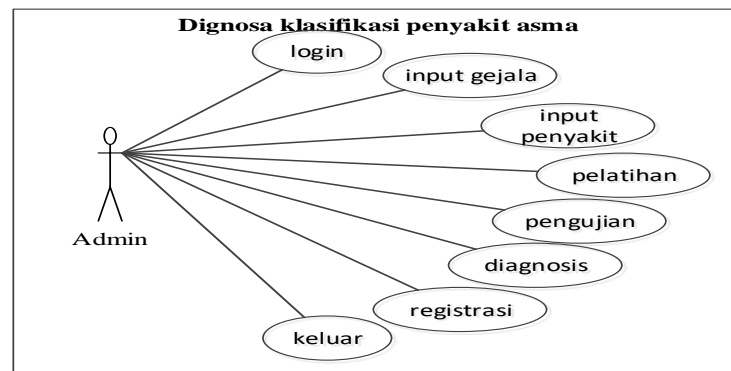 Dignosa klasifikasi penyakit asma
login
input gejala
input
penyakit
pelatihan
pengujian
Admin
diagnosis
registrasi
keluar